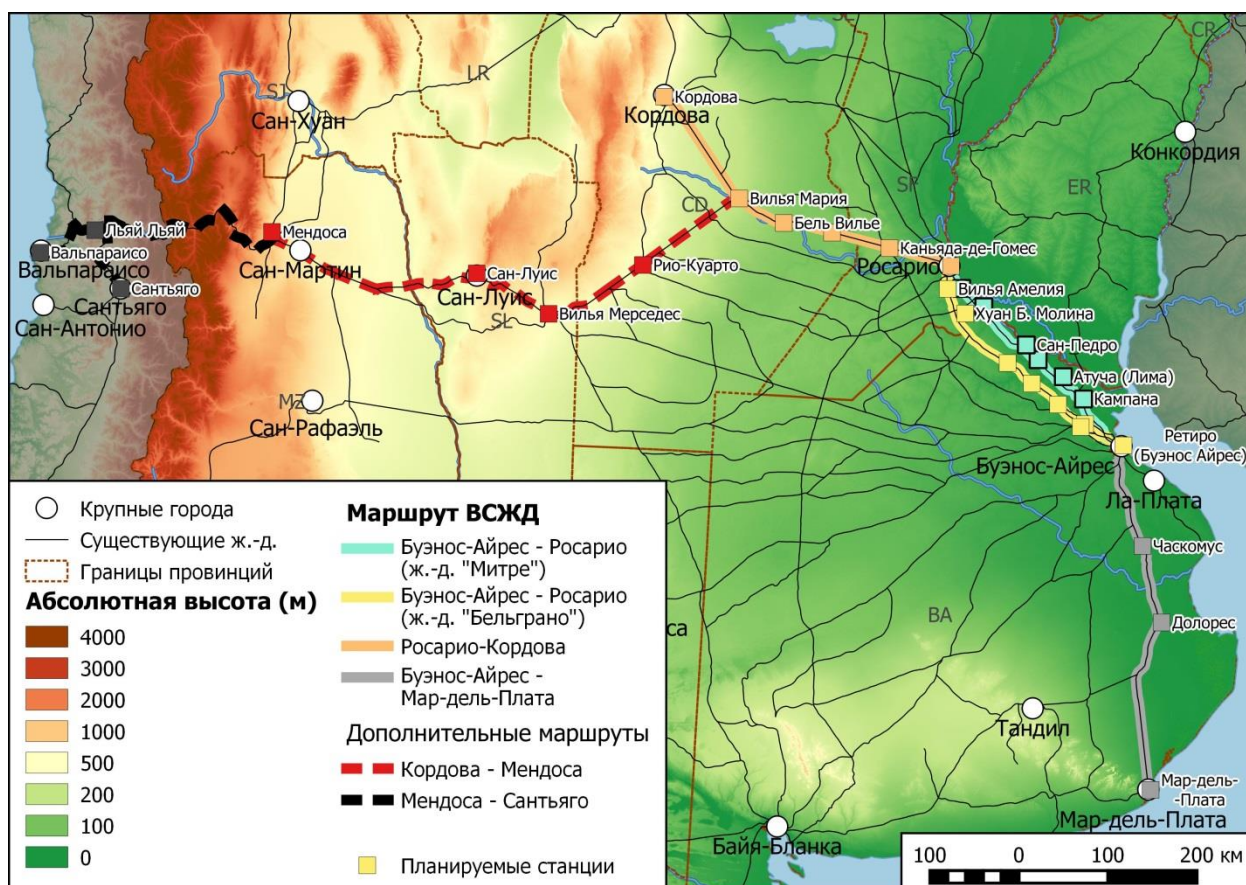 SE
CR
LR
SJ
Сан-Хуан
Кордова
Кордова
Конкордия
ER
SF
CD
Вилья Мария
Бель Вилье
Каньяда-де-Гомес
Росарио
Льяй Льяй
Вальпараисо
Вальпараисо
Мендоса
Сан-Мартин
Сан-Луис
Сан-Луис
Рио-Куарто
Вилья Амелия
Сантьяго
Сантьяго
Сан-Антонио
Вилья Мерседес
SL
Хуан Б. Молина
Сан-Педро
Атуча (Лима)
Кампана
MZ
Сан-Рафаэль
Ретиро
(Буэнос Айрес)
Буэнос-Айрес
Ла-Плата
Часкомус
BA
Долорес
са
Тандил
Мар-дель-
-Плата
Мар-дель-Плата
Байя-Бланка
Крупные города
Существующие ж.-д.
Границы провинций
Абсолютная высота (м)
4000
3000
2000
1000
500
200
100
0
Маршрут ВСЖД
Буэнос-Айрес - Росарио
(ж.-д. "Митре")
Буэнос-Айрес - Росарио
(ж.-д. "Бельграно")
Росарио-Кордова
Буэнос-Айрес -
Мар-дель-Плата
Дополнительные маршруты
Кордова - Мендоса
Мендоса - Сантьяго
Планируемые станции
100 0 100 200 км